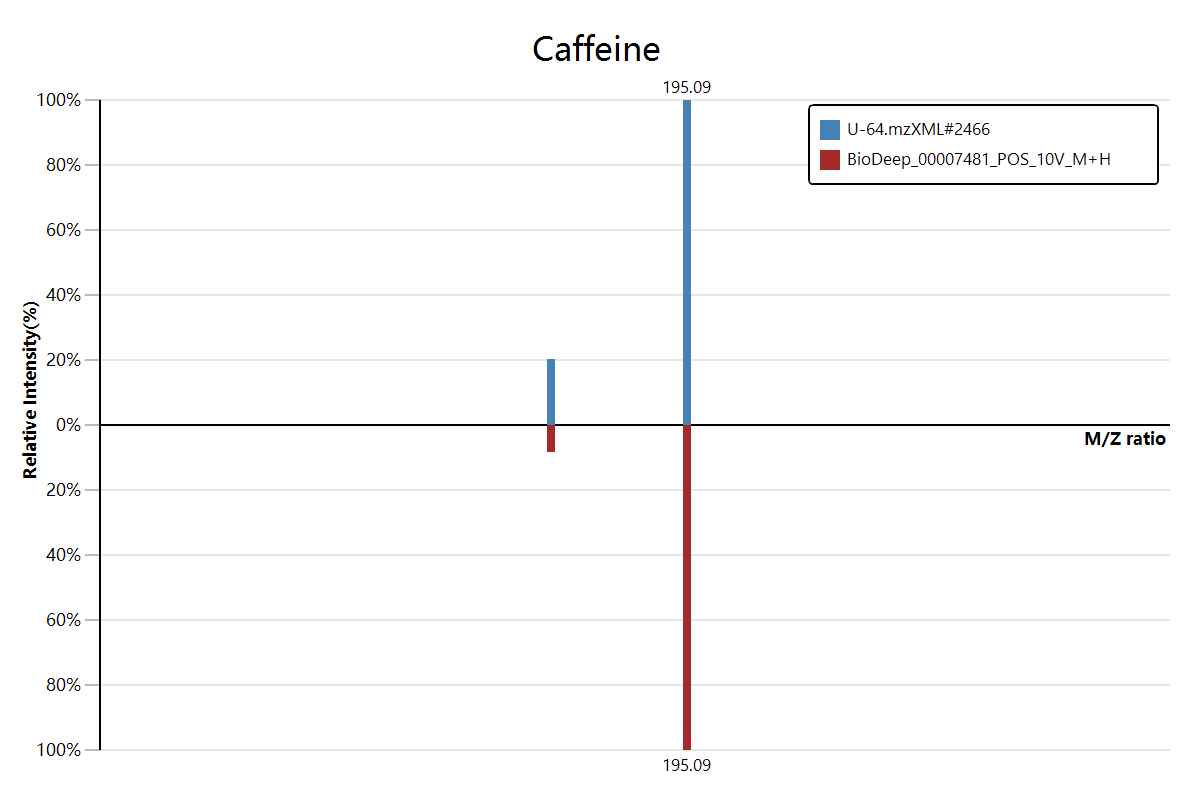 Caffeine
195.09
100%
U-64.mzXML#2466
BioDeep_00007481_POS_10V_M+H
80%
60%
40%
20%
0%
M/Z ratio
Relative Intensity(%)
20%
40%
60%
80%
100%
195.09